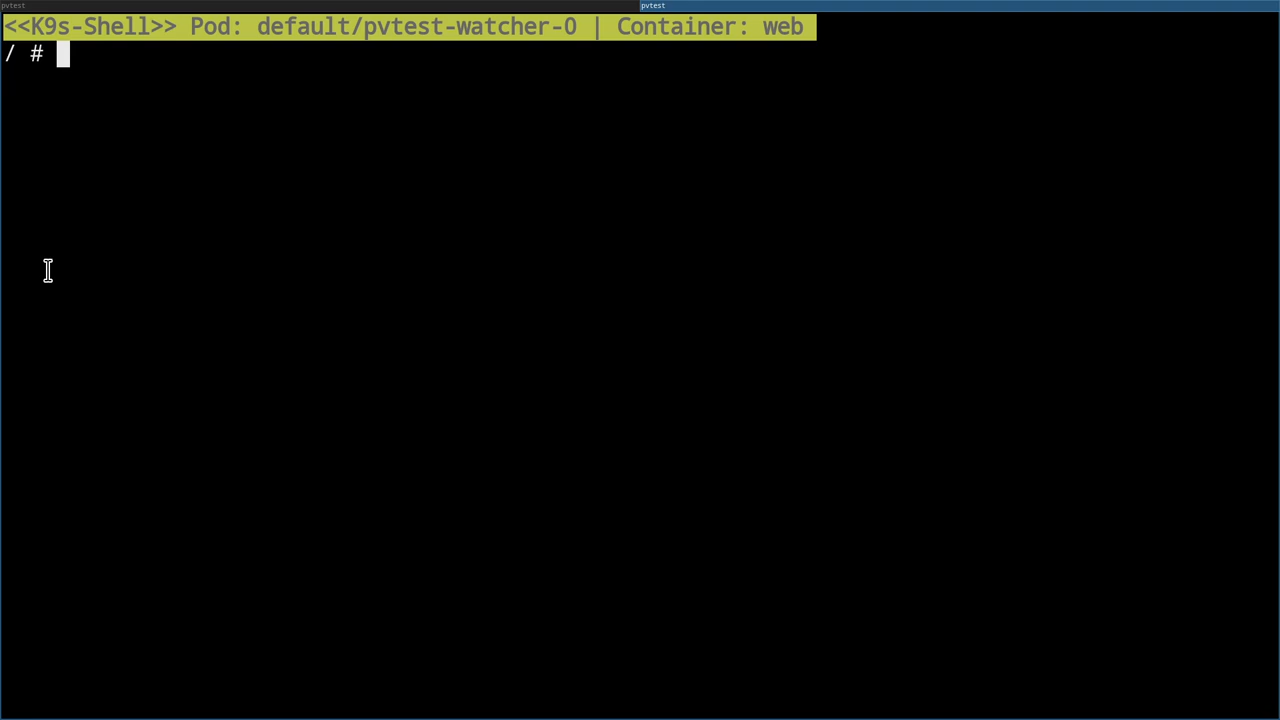 pvtest
pvtest
<<K9s-Shell>> Pod: default/pvtest-watcher-0 | Container: web
/ #